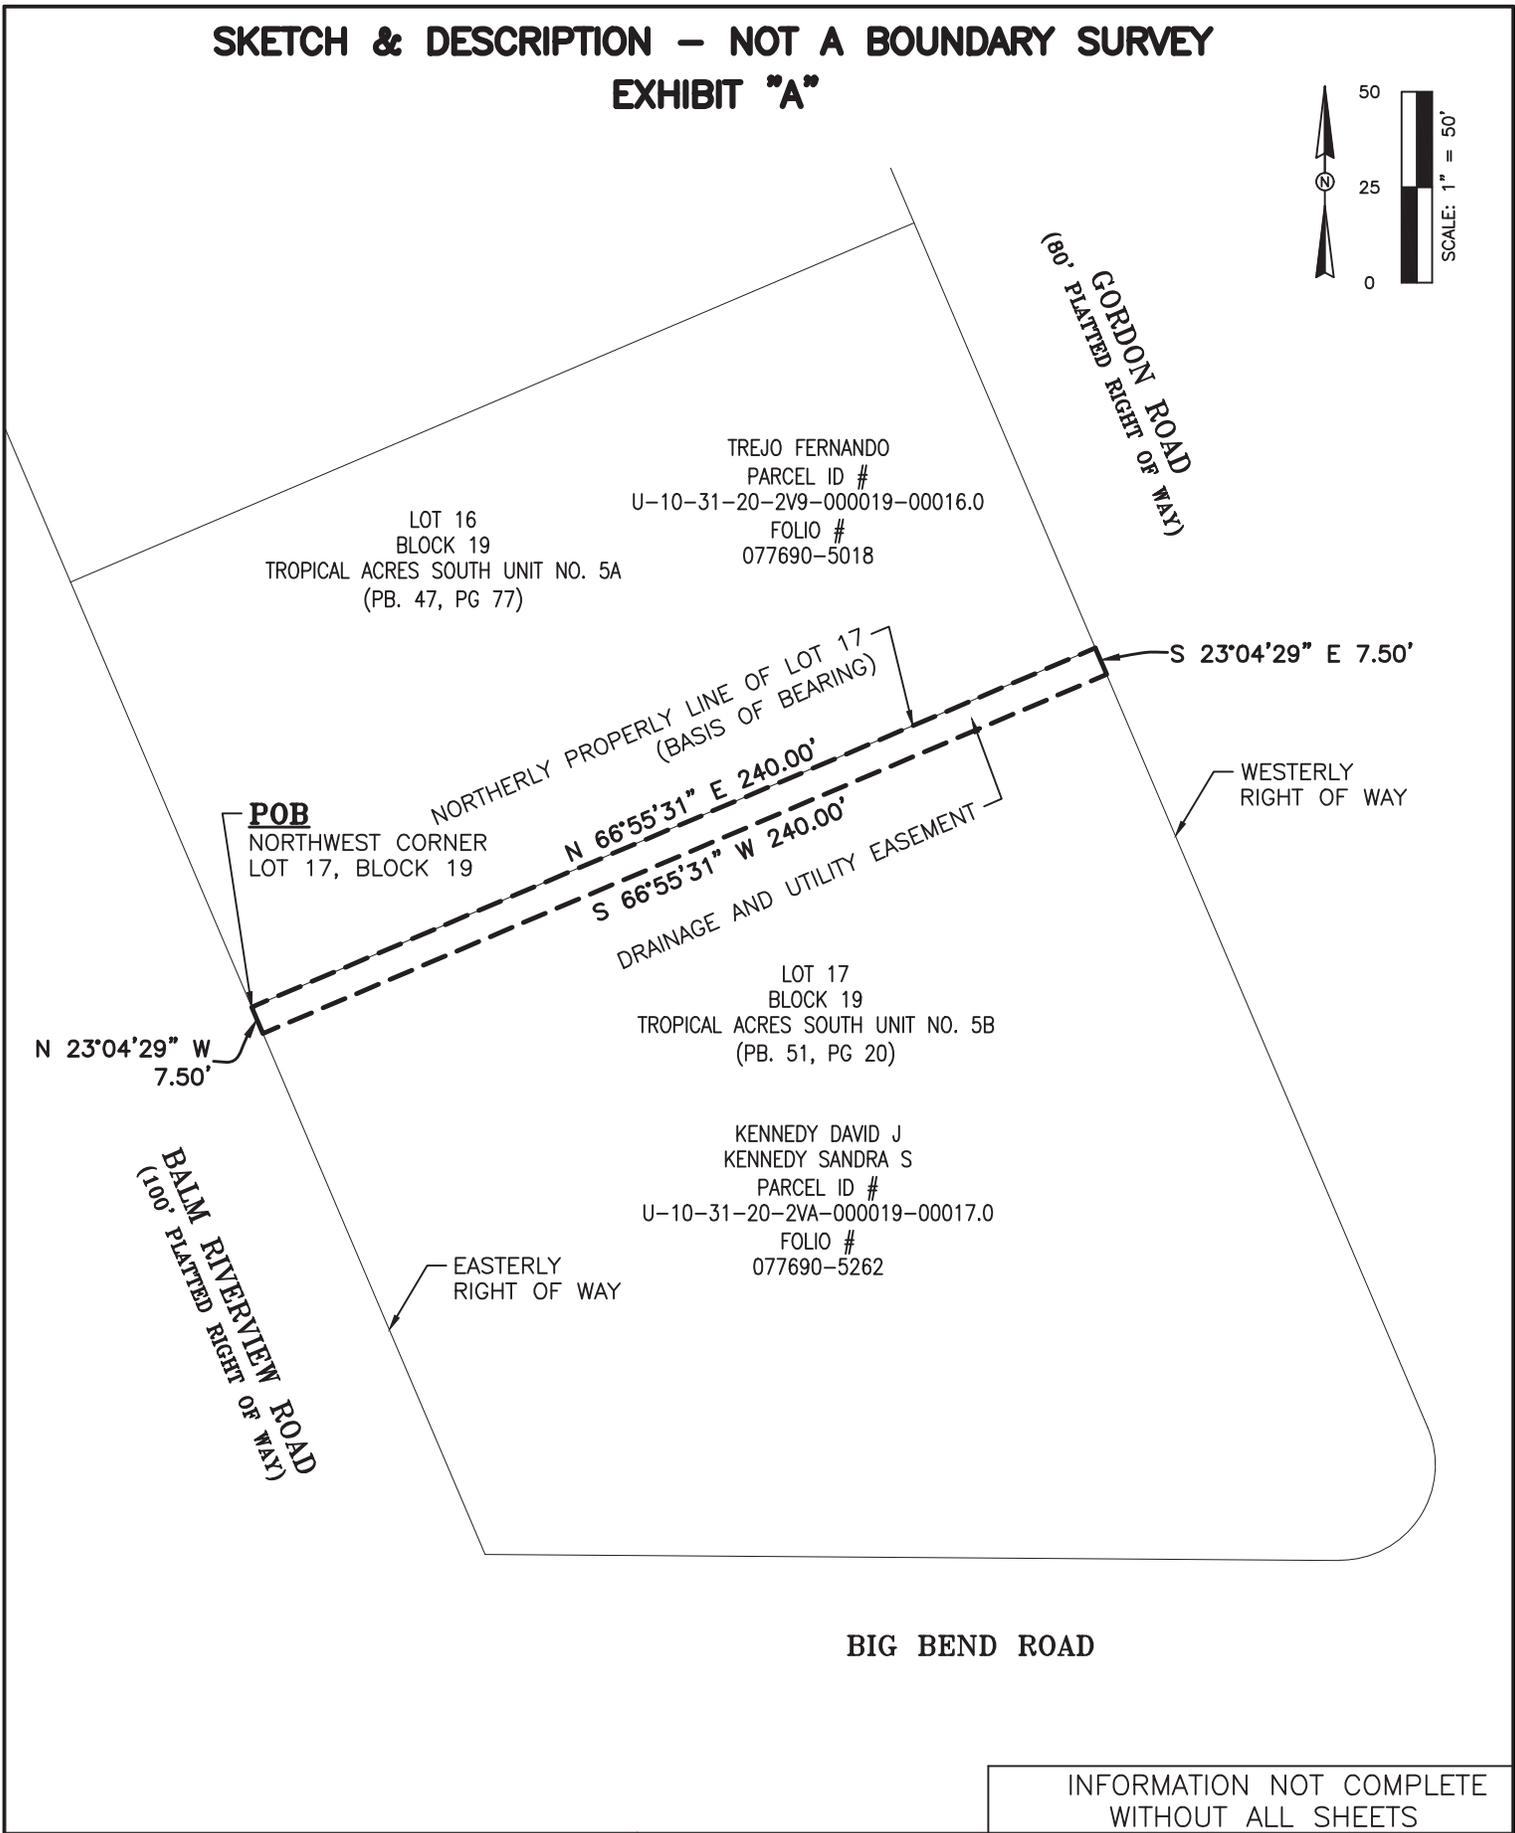 SKETCH & DESCRIPTION – NOT A BOUNDARY SURVEY
EXHIBIT "A"
50
25
0
SCALE: 1" = 50'
N
GORDON ROAD
(80' PLATTED RIGHT OF WAY)
TREJO FERNANDO
PARCEL ID #
U-10-31-20-2V9-000019-00016.0
FOLIO #
077690-5018
LOT 16
BLOCK 19
TROPICAL ACRES SOUTH UNIT NO. 5A
(PB. 47, PG 77)
S 23°04'29" E 7.50'
NORTHERLY PROPERLY LINE OF LOT 17
(BASIS OF BEARING)
N 66°55'31" E 240.00'
S 66°55'31" W 240.00'
DRAINAGE AND UTILITY EASEMENT
WESTERLY
RIGHT OF WAY
POB
NORTHWEST CORNER
LOT 17, BLOCK 19
N 23°04'29" W
7.50'
LOT 17
BLOCK 19
TROPICAL ACRES SOUTH UNIT NO. 5B
(PB. 51, PG 20)
KENNEDY DAVID J
KENNEDY SANDRA S
PARCEL ID #
U-10-31-20-2VA-000019-00017.0
FOLIO #
077690-5262
BALM RIVERVIEW ROAD
(100' PLATTED RIGHT OF WAY)
EASTERLY
RIGHT OF WAY
BIG BEND ROAD
INFORMATION NOT COMPLETE
WITHOUT ALL SHEETS